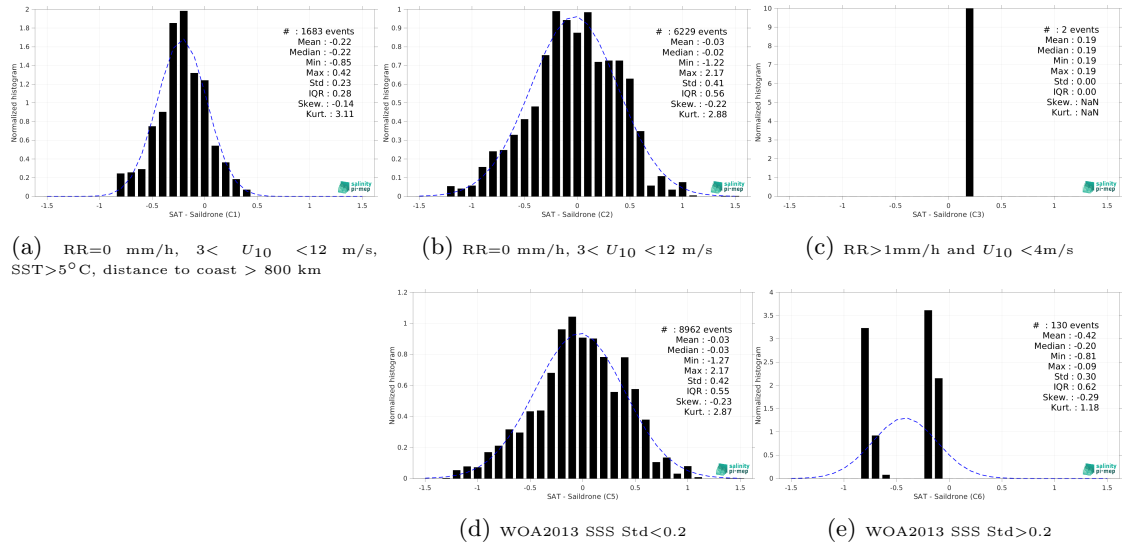 2
1.8
1.6
1.4
1.2
1
0.8
0.6
0.4
0.2
0
Normalized histogram
# : 1683 events
Mean : -0.22
Median : -0.22
Min : -0.85
Max : 0.42
Std : 0.23
IQR : 0.28
Skew. : -0.14
Kurt. : 3.11
salinity
pi-mep
-1.5 -1 -0.5 0 0.5 1 1.5
SAT - Saildrone (C1)
(a) RR=0 mm/h, 3< U10 <12 m/s,
SST>5°C, distance to coast > 800 km
1
0.9
0.8
0.7
0.6
0.5
0.4
0.3
0.2
0.1
0
Normalized histogram
# : 6229 events
Mean : -0.03
Median : -0.02
Min : -1.22
Max : 2.17
Std : 0.41
IQR : 0.56
Skew. : -0.22
Kurt. : 2.88
salinity
pi-mep
-1.5 -1 -0.5 0 0.5 1 1.5
SAT - Saildrone (C2)
(b) RR=0 mm/h, 3< U10 <12 m/s
10
9
8
7
6
5
4
3
2
1
0
Normalized histogram
# : 2 events
Mean : 0.19
Median : 0.19
Min : 0.19
Max : 0.19
Std : 0.00
IQR : 0.00
Skew. : NaN
Kurt. : NaN
salinity
pi-mep
-1.5 -1 -0.5 0 0.5 1 1.5
SAT - Saildrone (C3)
(c) RR>1mm/h and U10 <4m/s
1.2
1
0.8
0.6
0.4
0.2
0
Normalized histogram
# : 8962 events
Mean : -0.03
Median : -0.03
Min : -1.27
Max : 2.17
Std : 0.42
IQR : 0.55
Skew. : -0.23
Kurt. : 2.87
salinity
pi-mep
-1.5 -1 -0.5 0 0.5 1 1.5
SAT - Saildrone (C5)
(d) WOA2013 SSS Std<0.2
4
3.5
3
2.5
2
1.5
1
0.5
0
Normalized histogram
# : 130 events
Mean : -0.42
Median : -0.20
Min : -0.81
Max : -0.09
Std : 0.30
IQR : 0.62
Skew. : -0.29
Kurt. : 1.18
salinity
pi-mep
-1.5 -1 -0.5 0 0.5 1 1.5
SAT - Saildrone (C6)
(e) WOA2013 SSS Std>0.2